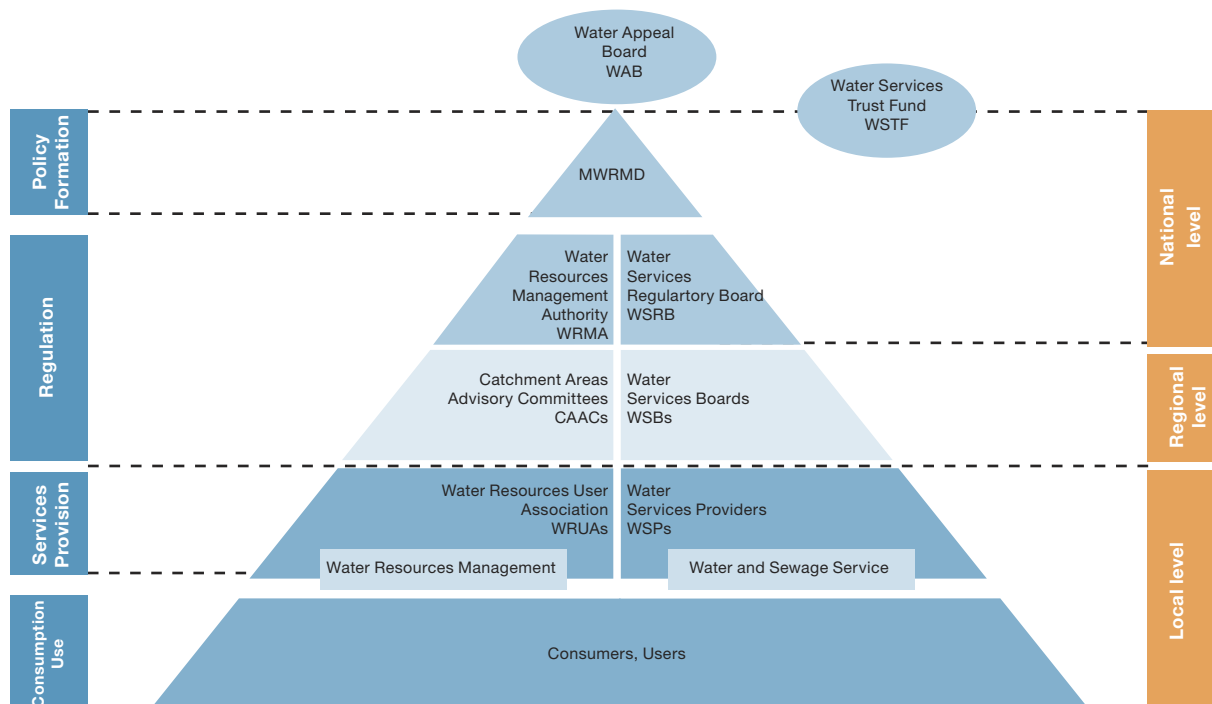 Water Appeal
Board
WAB
Water Services
Trust Fund
WSTF
Policy
Formation
MWRMD
National
level
Regulation
Water
Resources
Management
Authority
WRMA
Water
Services
Regulartory Board
WSRB
Catchment Areas
Advisory Committees
CAACs
Water
Services Boards
WSBs
Regional
level
Services
Provision
Water Resources User
Association
WRUAs
Water
Services Providers
WSPs
Water Resources Management
Water and Sewage Service
Local level
Consumption
Use
Consumers, Users